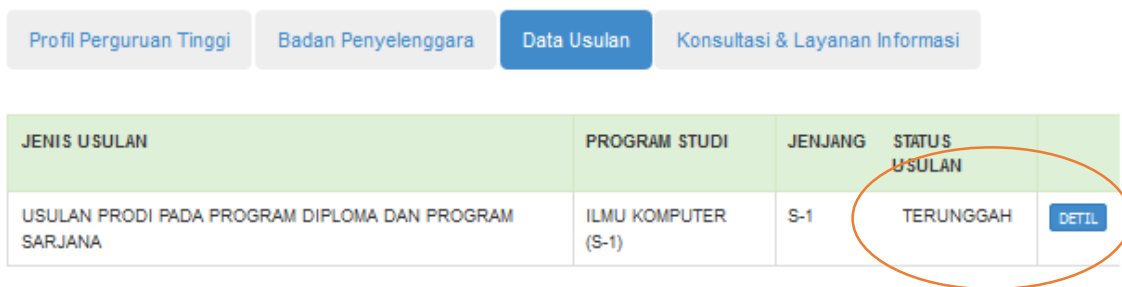 Profil Perguruan Tinggi Badan Penyelenggara Data Usulan Konsultasi & Layanan Informasi
JENIS USULAN PROGRAM STUDI JENJANG STATUS
USULAN
USULAN PRODI PADA PROGRAM DIPLOMA DAN PROGRAM ILMU KOMPUTER S-1 TERUNGGAH DETIL
SARJANA (S-1)